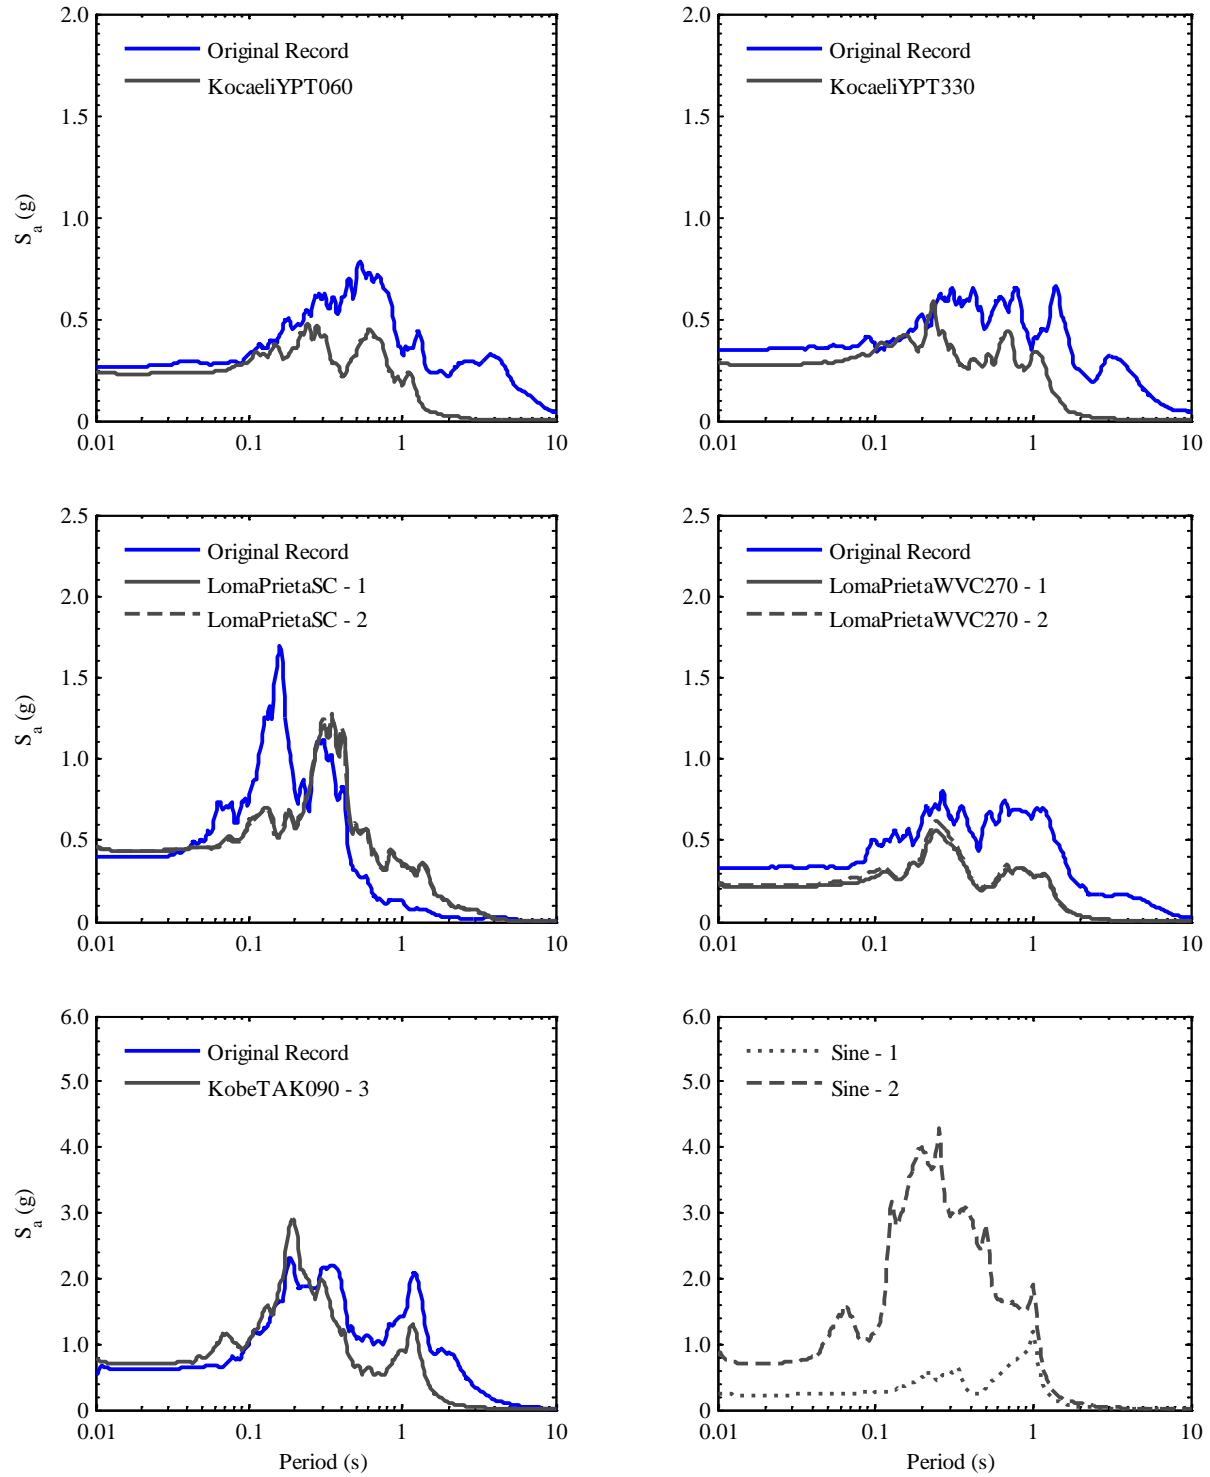 2.0
Original Record
KocaeliYPT060
1.5
1.0
S_a (g)
0.5
0
0.01 0.1 1 10
2.0
Original Record
KocaeliYPT330
1.5
1.0
0.5
0
0.01 0.1 1 10
2.5
Original Record
LomaPrietaSC - 1
2.0
LomaPrietaSC - 2
1.5
S_a (g)
1.0
0.5
0
0.01 0.1 1 10
2.5
Original Record
LomaPrietaWVC270 - 1
2.0
LomaPrietaWVC270 - 2
1.5
1.0
0.5
0
0.01 0.1 1 10
6.0
Original Record
5.0
KobeTAK090 - 3
4.0
3.0
S_a (g)
2.0
1.0
0
0.01 0.1 1 10
Period (s)
6.0
Sine - 1
5.0
Sine - 2
4.0
3.0
2.0
1.0
0
0.01 0.1 1 10
Period (s)